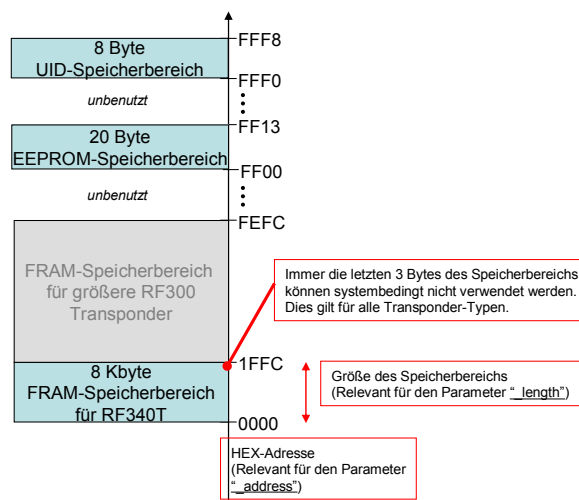 FFF8
8 Byte
UID-Speicherbereich
FFF0
unbenutzt
FF13
20 Byte
EEPROM-Speicherbereich
FF00
unbenutzt
FEFC
FRAM-Speicherbereich
für größere RF300
Transponder
Immer die letzten 3 Bytes des Speicherbereichs
können systembedingt nicht verwendet werden.
Dies gilt für alle Transponder-Typen.
1FFC
8 Kbyte
FRAM-Speicherbereich
für RF340T
Größe des Speicherbereichs
(Relevant für den Parameter "_length")
0000
HEX-Adresse
(Relevant für den Parameter
"_address")